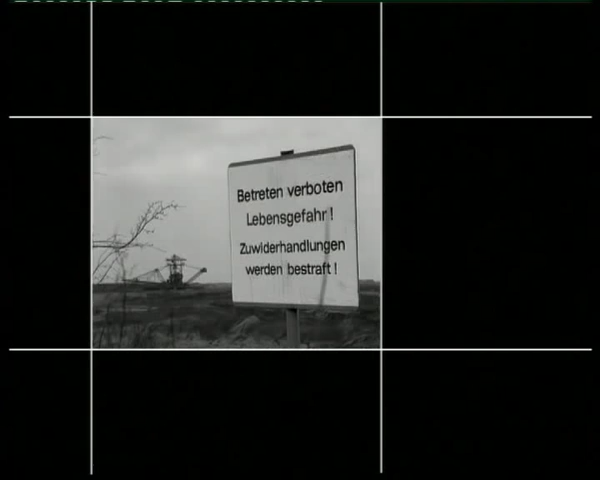 Betreten verboten
Lebensgefahr!
Zuwiderhandlungen
werden bestraft!